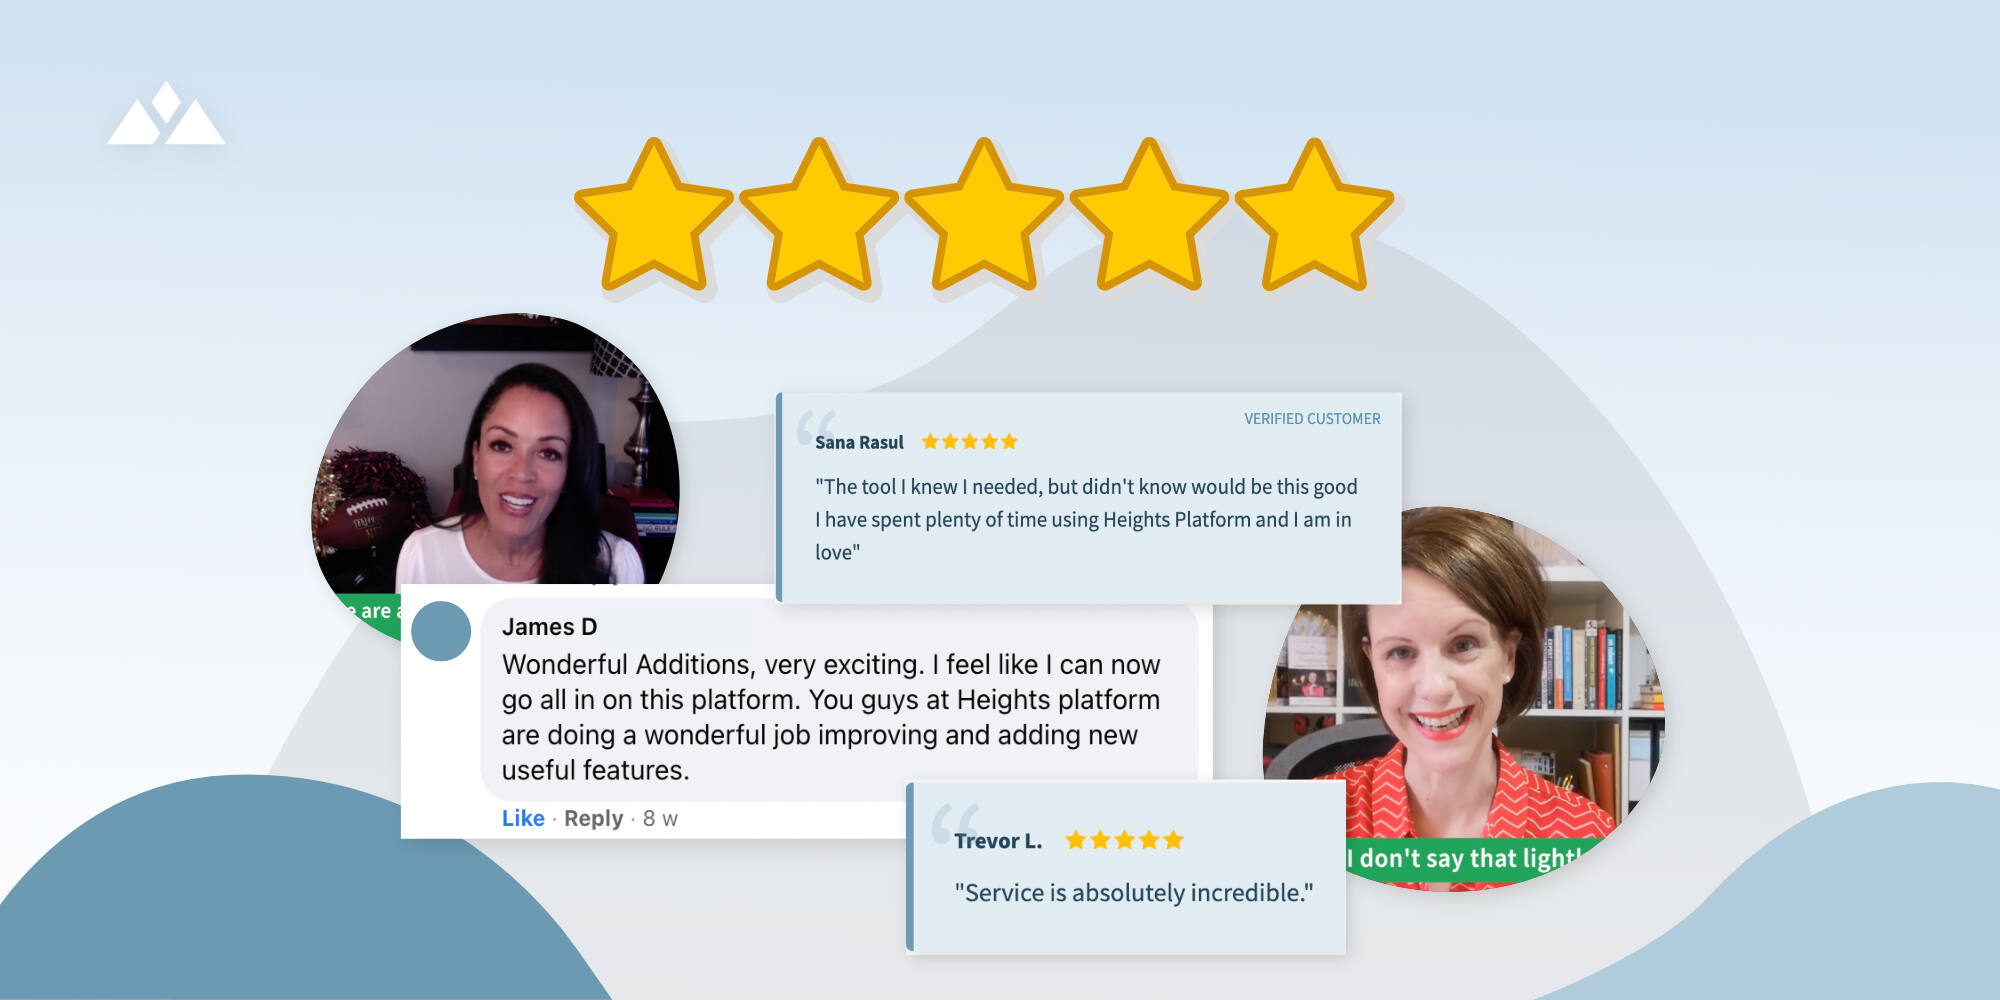 VERIFIED CUSTOMER
Sana Rasul
"The tool I knew I needed, but didn't know would be this good
I have spent plenty of time using Heights Platform and I am in
love"
e are a
James D
Wonderful Additions, very exciting. I feel like I can now
go all in on this platform. You guys at Heights platform
are doing a wonderful job improving and adding new
useful features.
Like · Reply · 8 w
Trevor L.
"Service is absolutely incredible."
I don't say that light